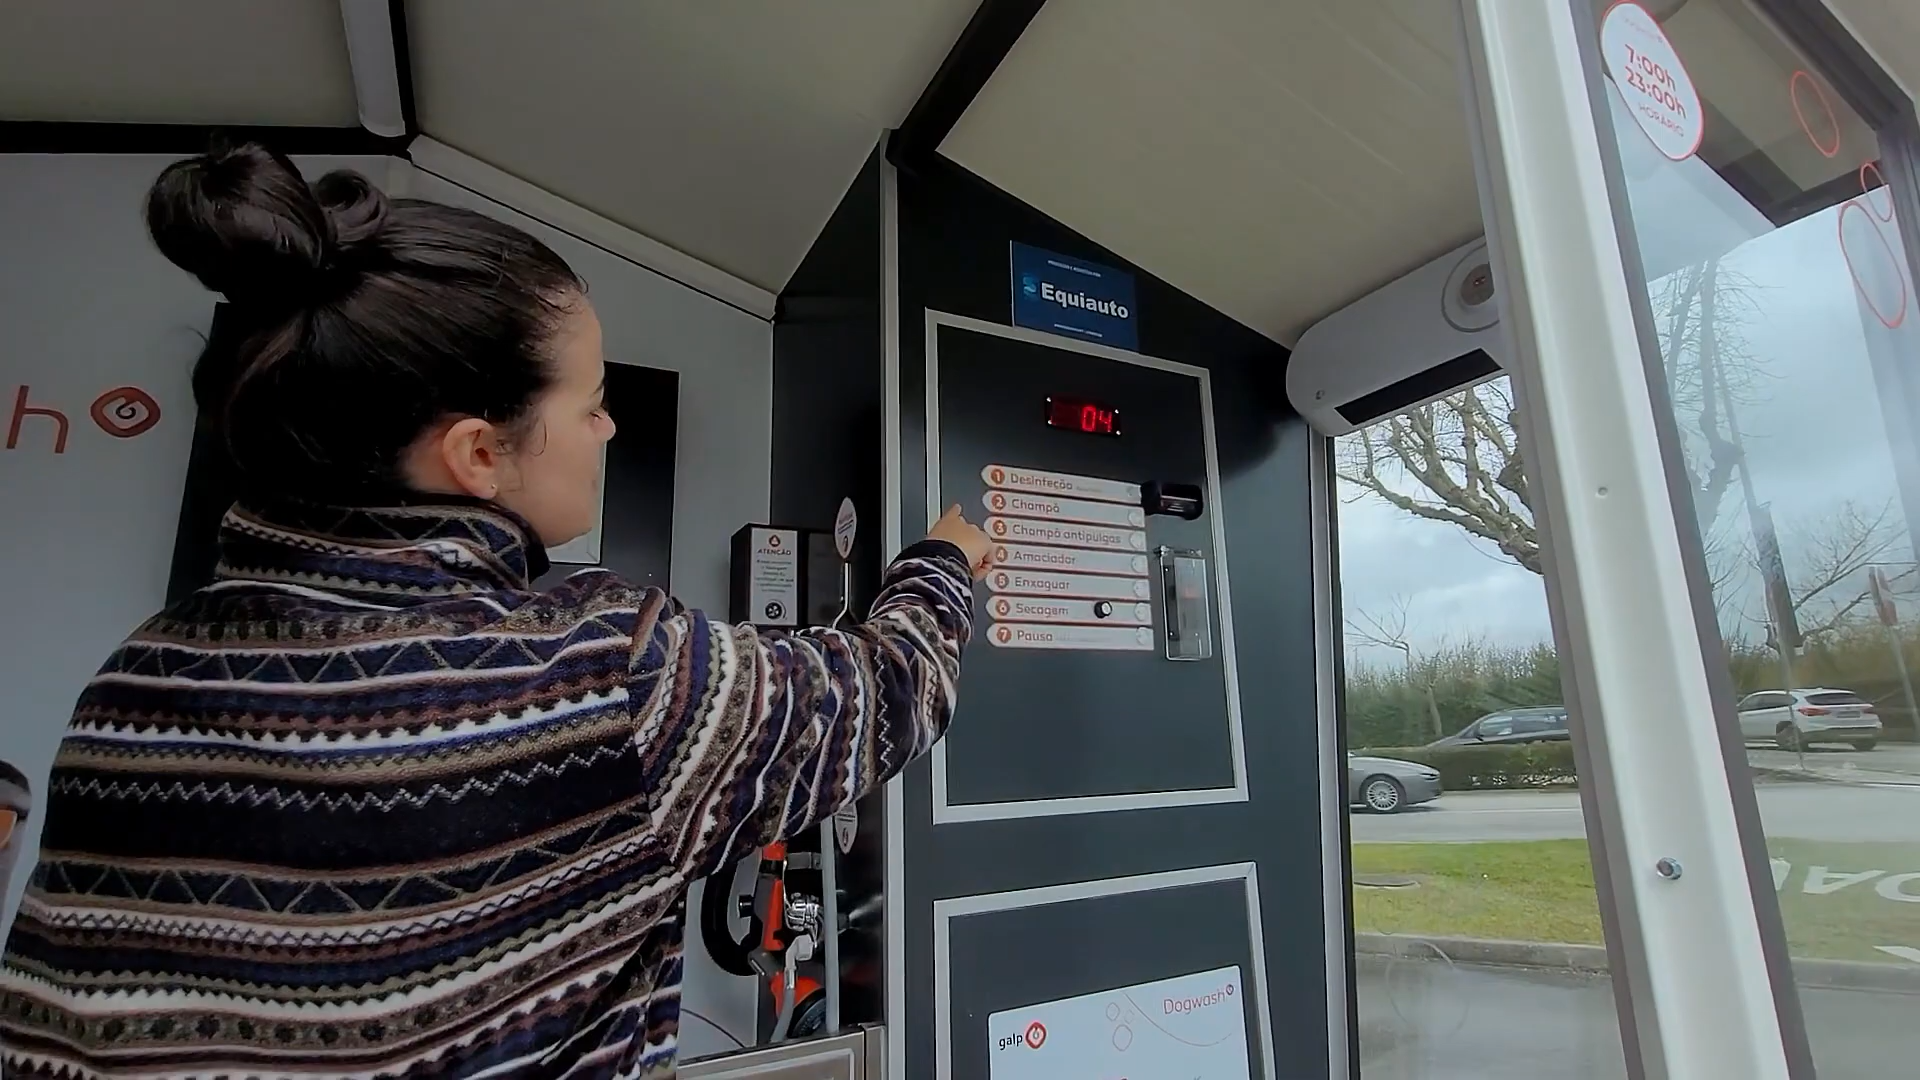 h
7:00h
23:00h
HORÁRIO
Equiauto
04
1 Desinfeção
2 Champô
3 Champô antipulgas
4 Amaciador
5 Enxaguar
6 Secagem
7 Pausa
ATENÇÃO
galp
Dogwash